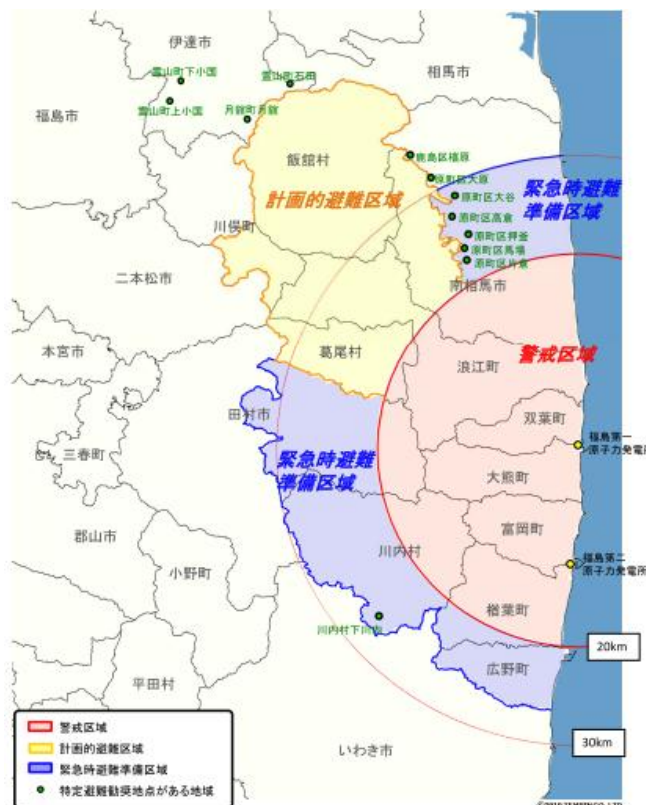 伊達市
霊山町下小国
霊山町石田
相馬市
霊山町上小国
月舘町月舘
福島市
飯舘村
鹿島区橲原
原町区大原
計画的避難区域
原町区大谷
緊急時避難
準備区域
原町区高倉
川俣町
原町区押釜
原町区馬場
原町区片倉
二本松市
南相馬市
本宮市
葛尾村
浪江町
警戒区域
田村市
双葉町
三春町
緊急時避難
準備区域
福島第一
原子力発電所
大熊町
郡山市
富岡町
川内村
小野町
福島第二
原子力発電所
楢葉町
川内村下川内
20km
広野町
平田村
30km
いわき市
警戒区域
計画的避難区域
緊急時避難準備区域
特定避難勧奨地点がある地域